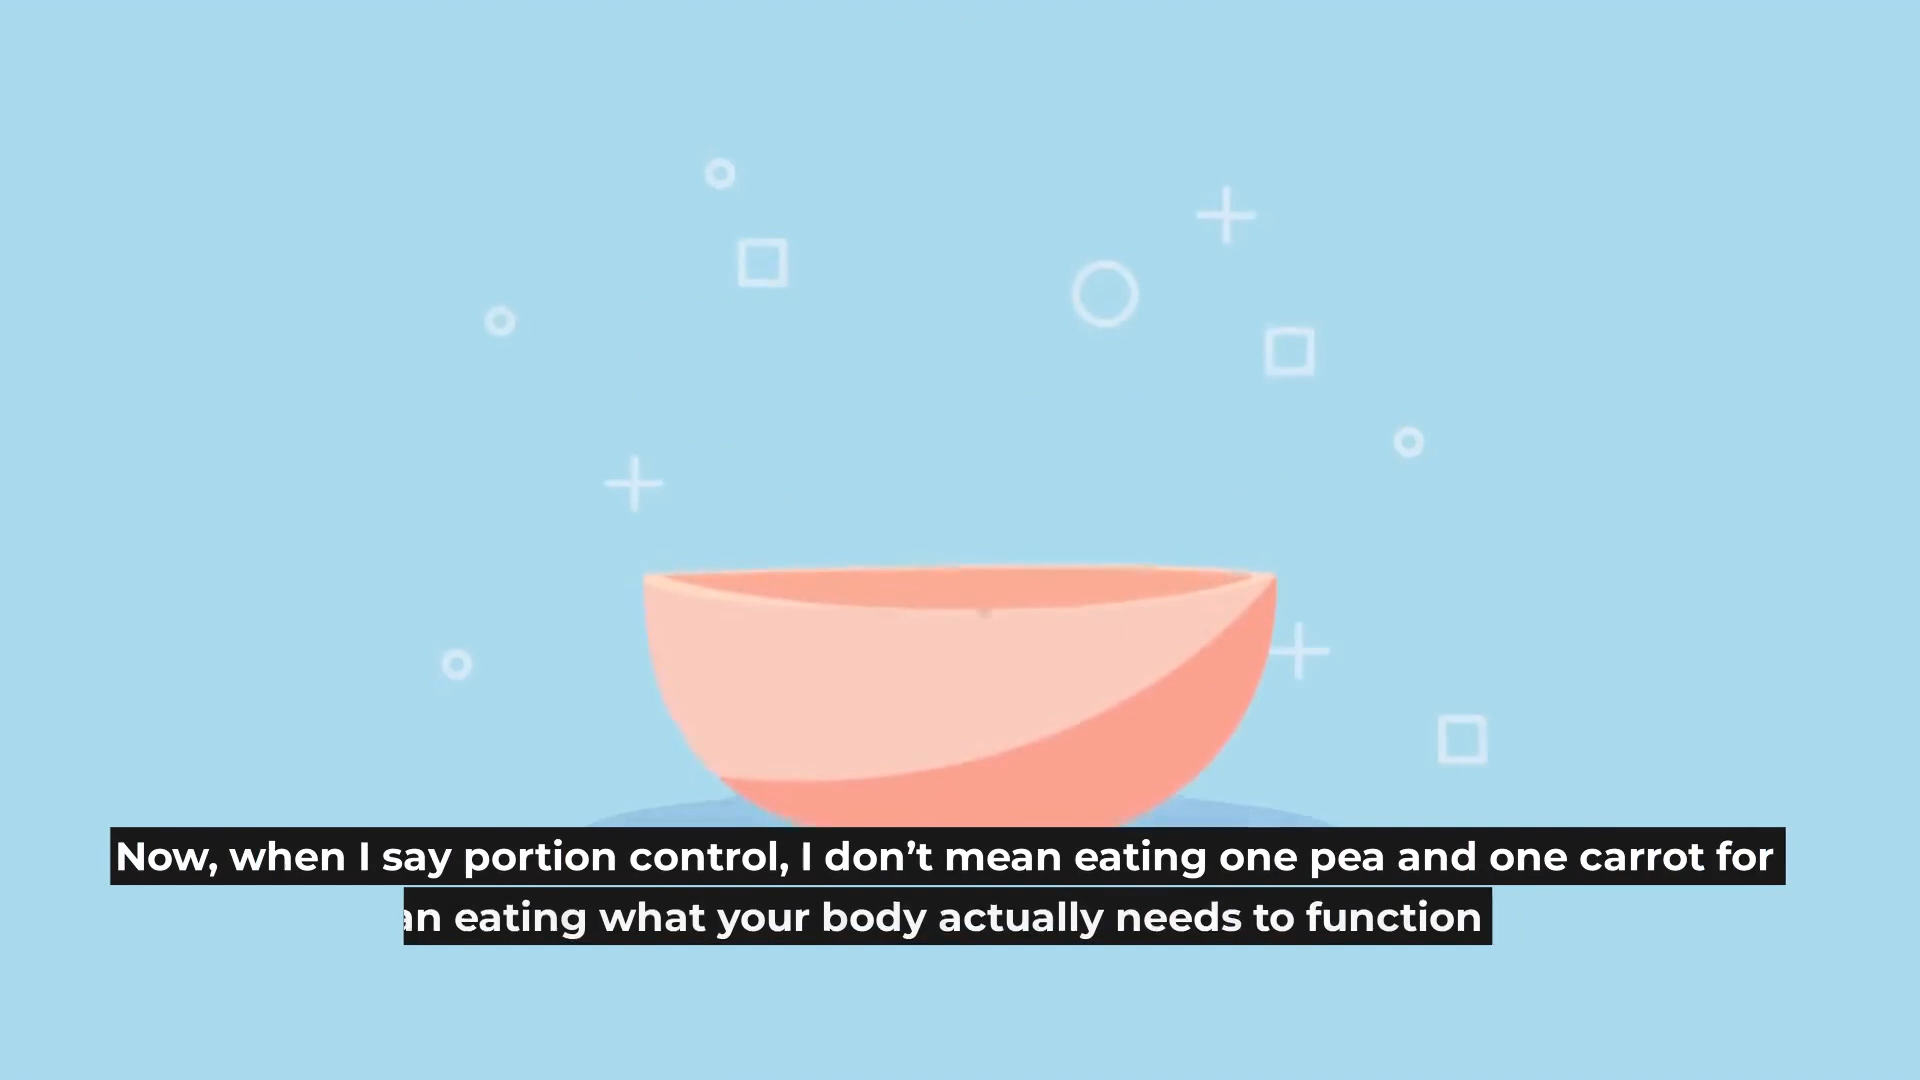 Now, when I say portion control, I don’t mean eating one pea and one carrot for
eating what your body actually needs to function